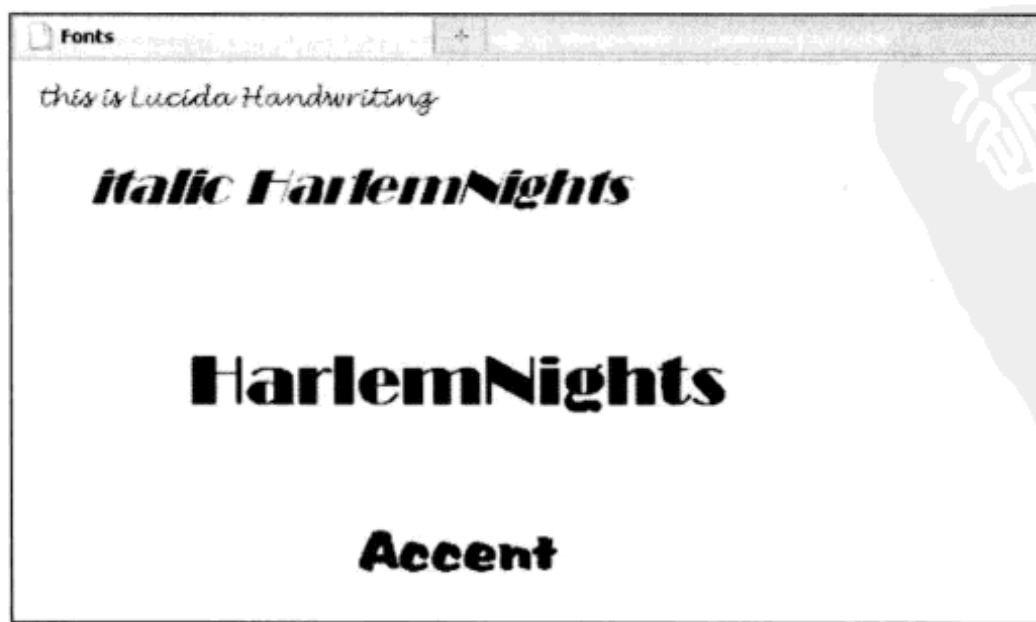 Fonts
this is Lucida Handwriting
italic HarlemNights
HarlemNights
Accent